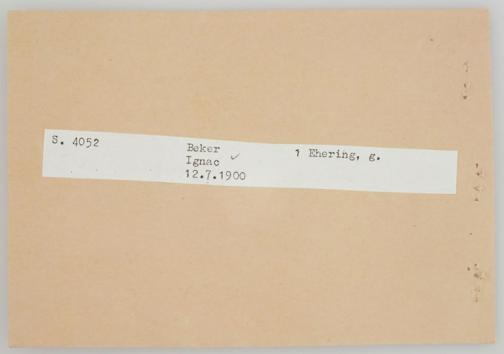 S. 4052
Beker
Ignac
12.7.1900
1 Ehering, g.